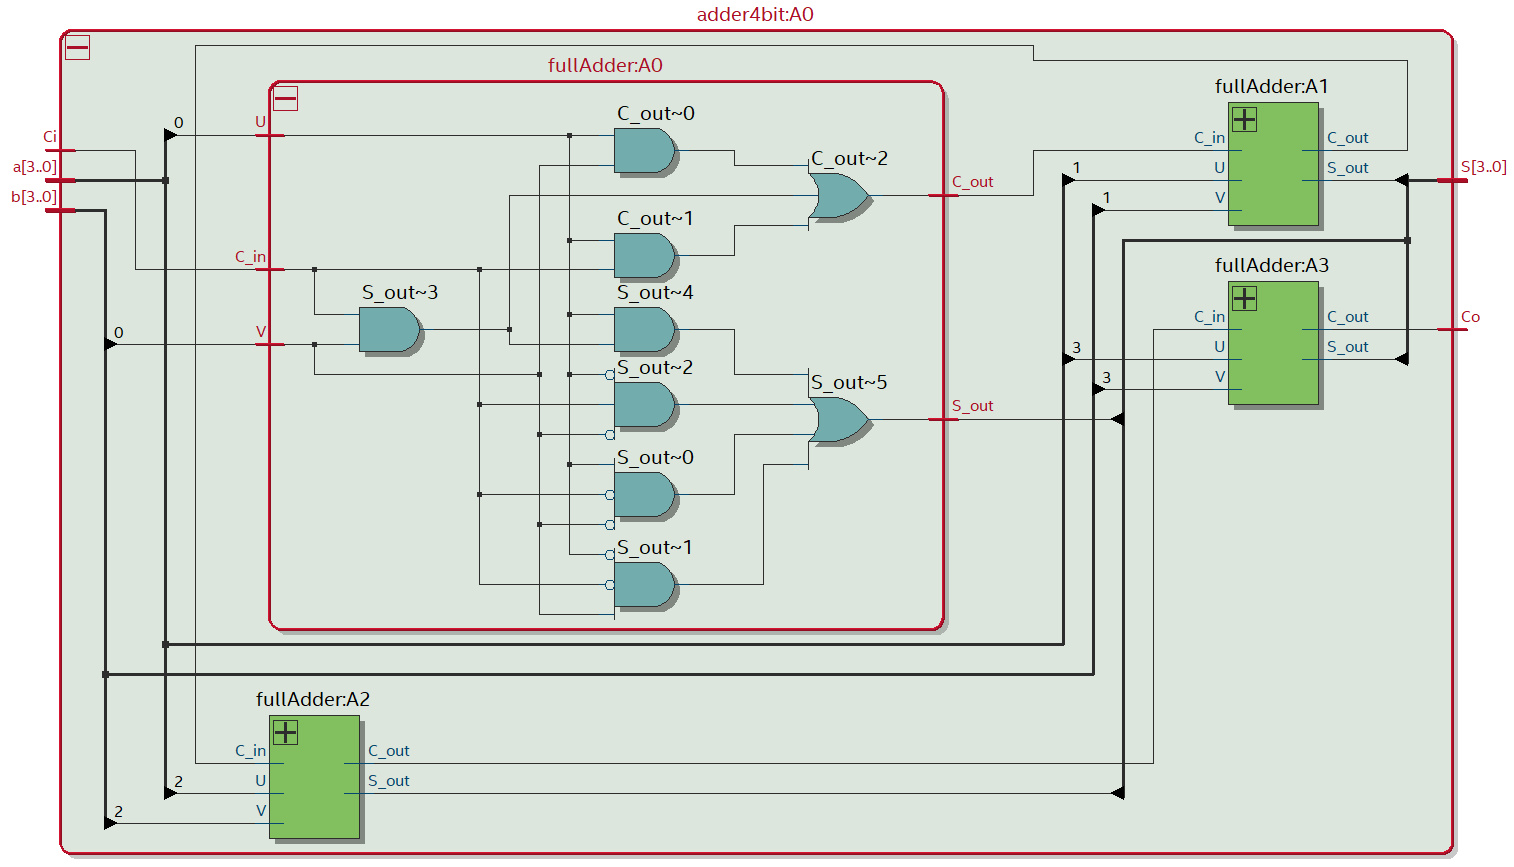 adder4bit:A0
fullAdder:A0
fullAdder:A1
C_out~0
0
U
Ci
C_in
C_out
a[3..0]
C_out~2
1
U
S_out
S[3..0]
C_out
b[3..0]
1
V
C_out~1
C_in
fullAdder:A3
S_out~3
S_out~4
C_in
C_out
Co
0
V
3
U
S_out
S_out~2
3
V
S_out~5
S_out
S_out~0
S_out~1
fullAdder:A2
C_in
C_out
2
U
S_out
2
V